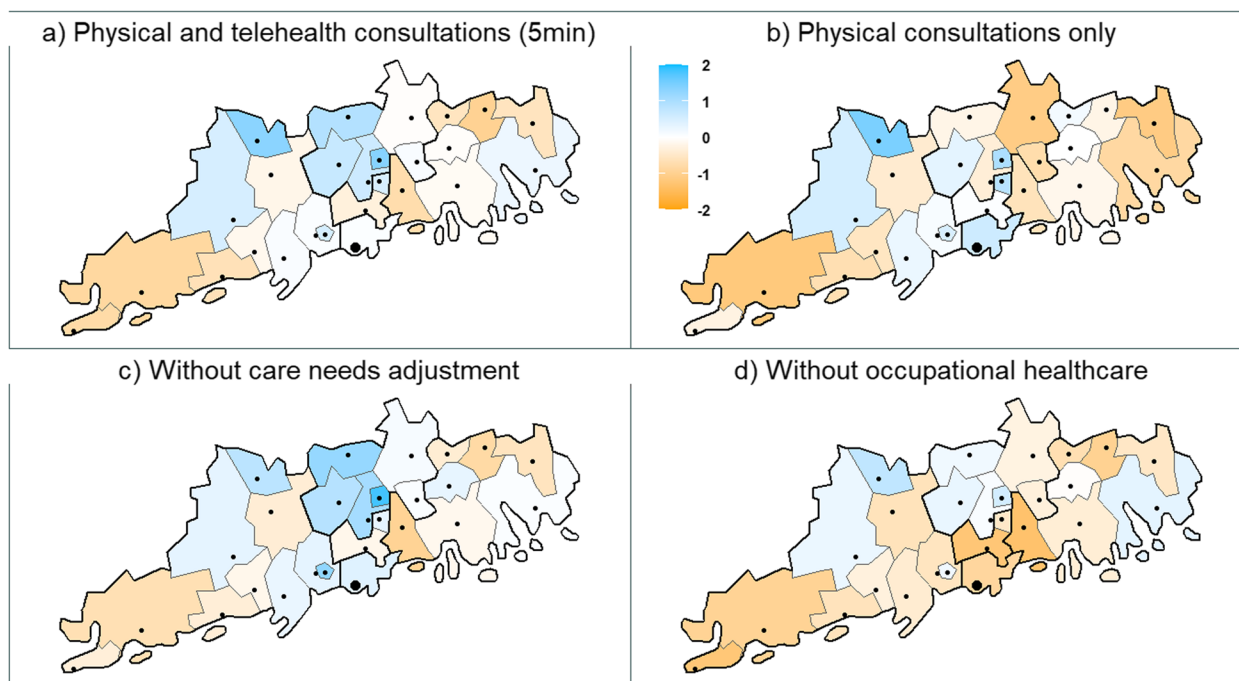 a) Physical and telehealth consultations (5min)
b) Physical consultations only
2
1
0
-1
-2
c) Without care needs adjustment
d) Without occupational healthcare